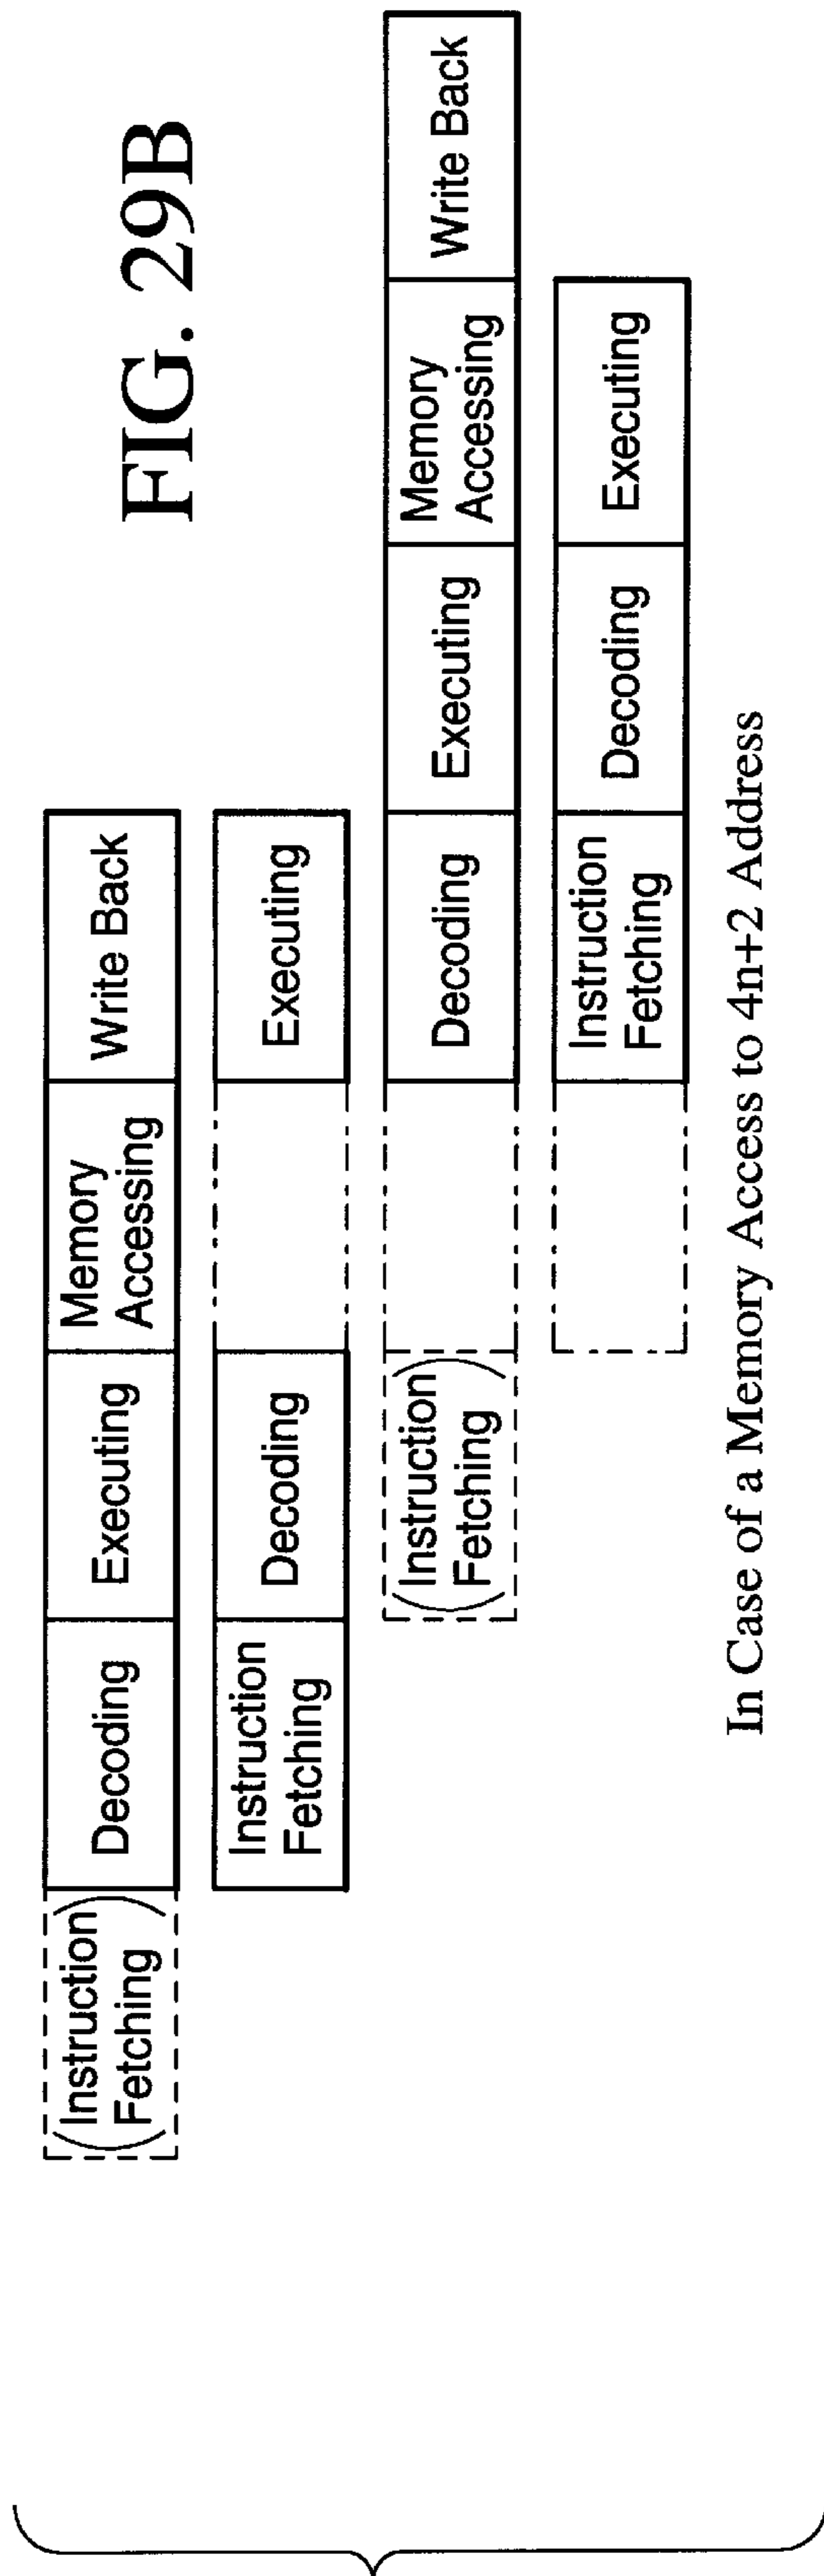 FIG. 29B
(Instruction
Fetching)
Decoding
Executing
Memory
Accessing
Write Back
Instruction
Fetching
Decoding
Executing
(Instruction
Fetching)
Decoding
Executing
Memory
Accessing
Write Back
Instruction
Fetching
Decoding
Executing
In Case of a Memory Access to 4n+2 Address